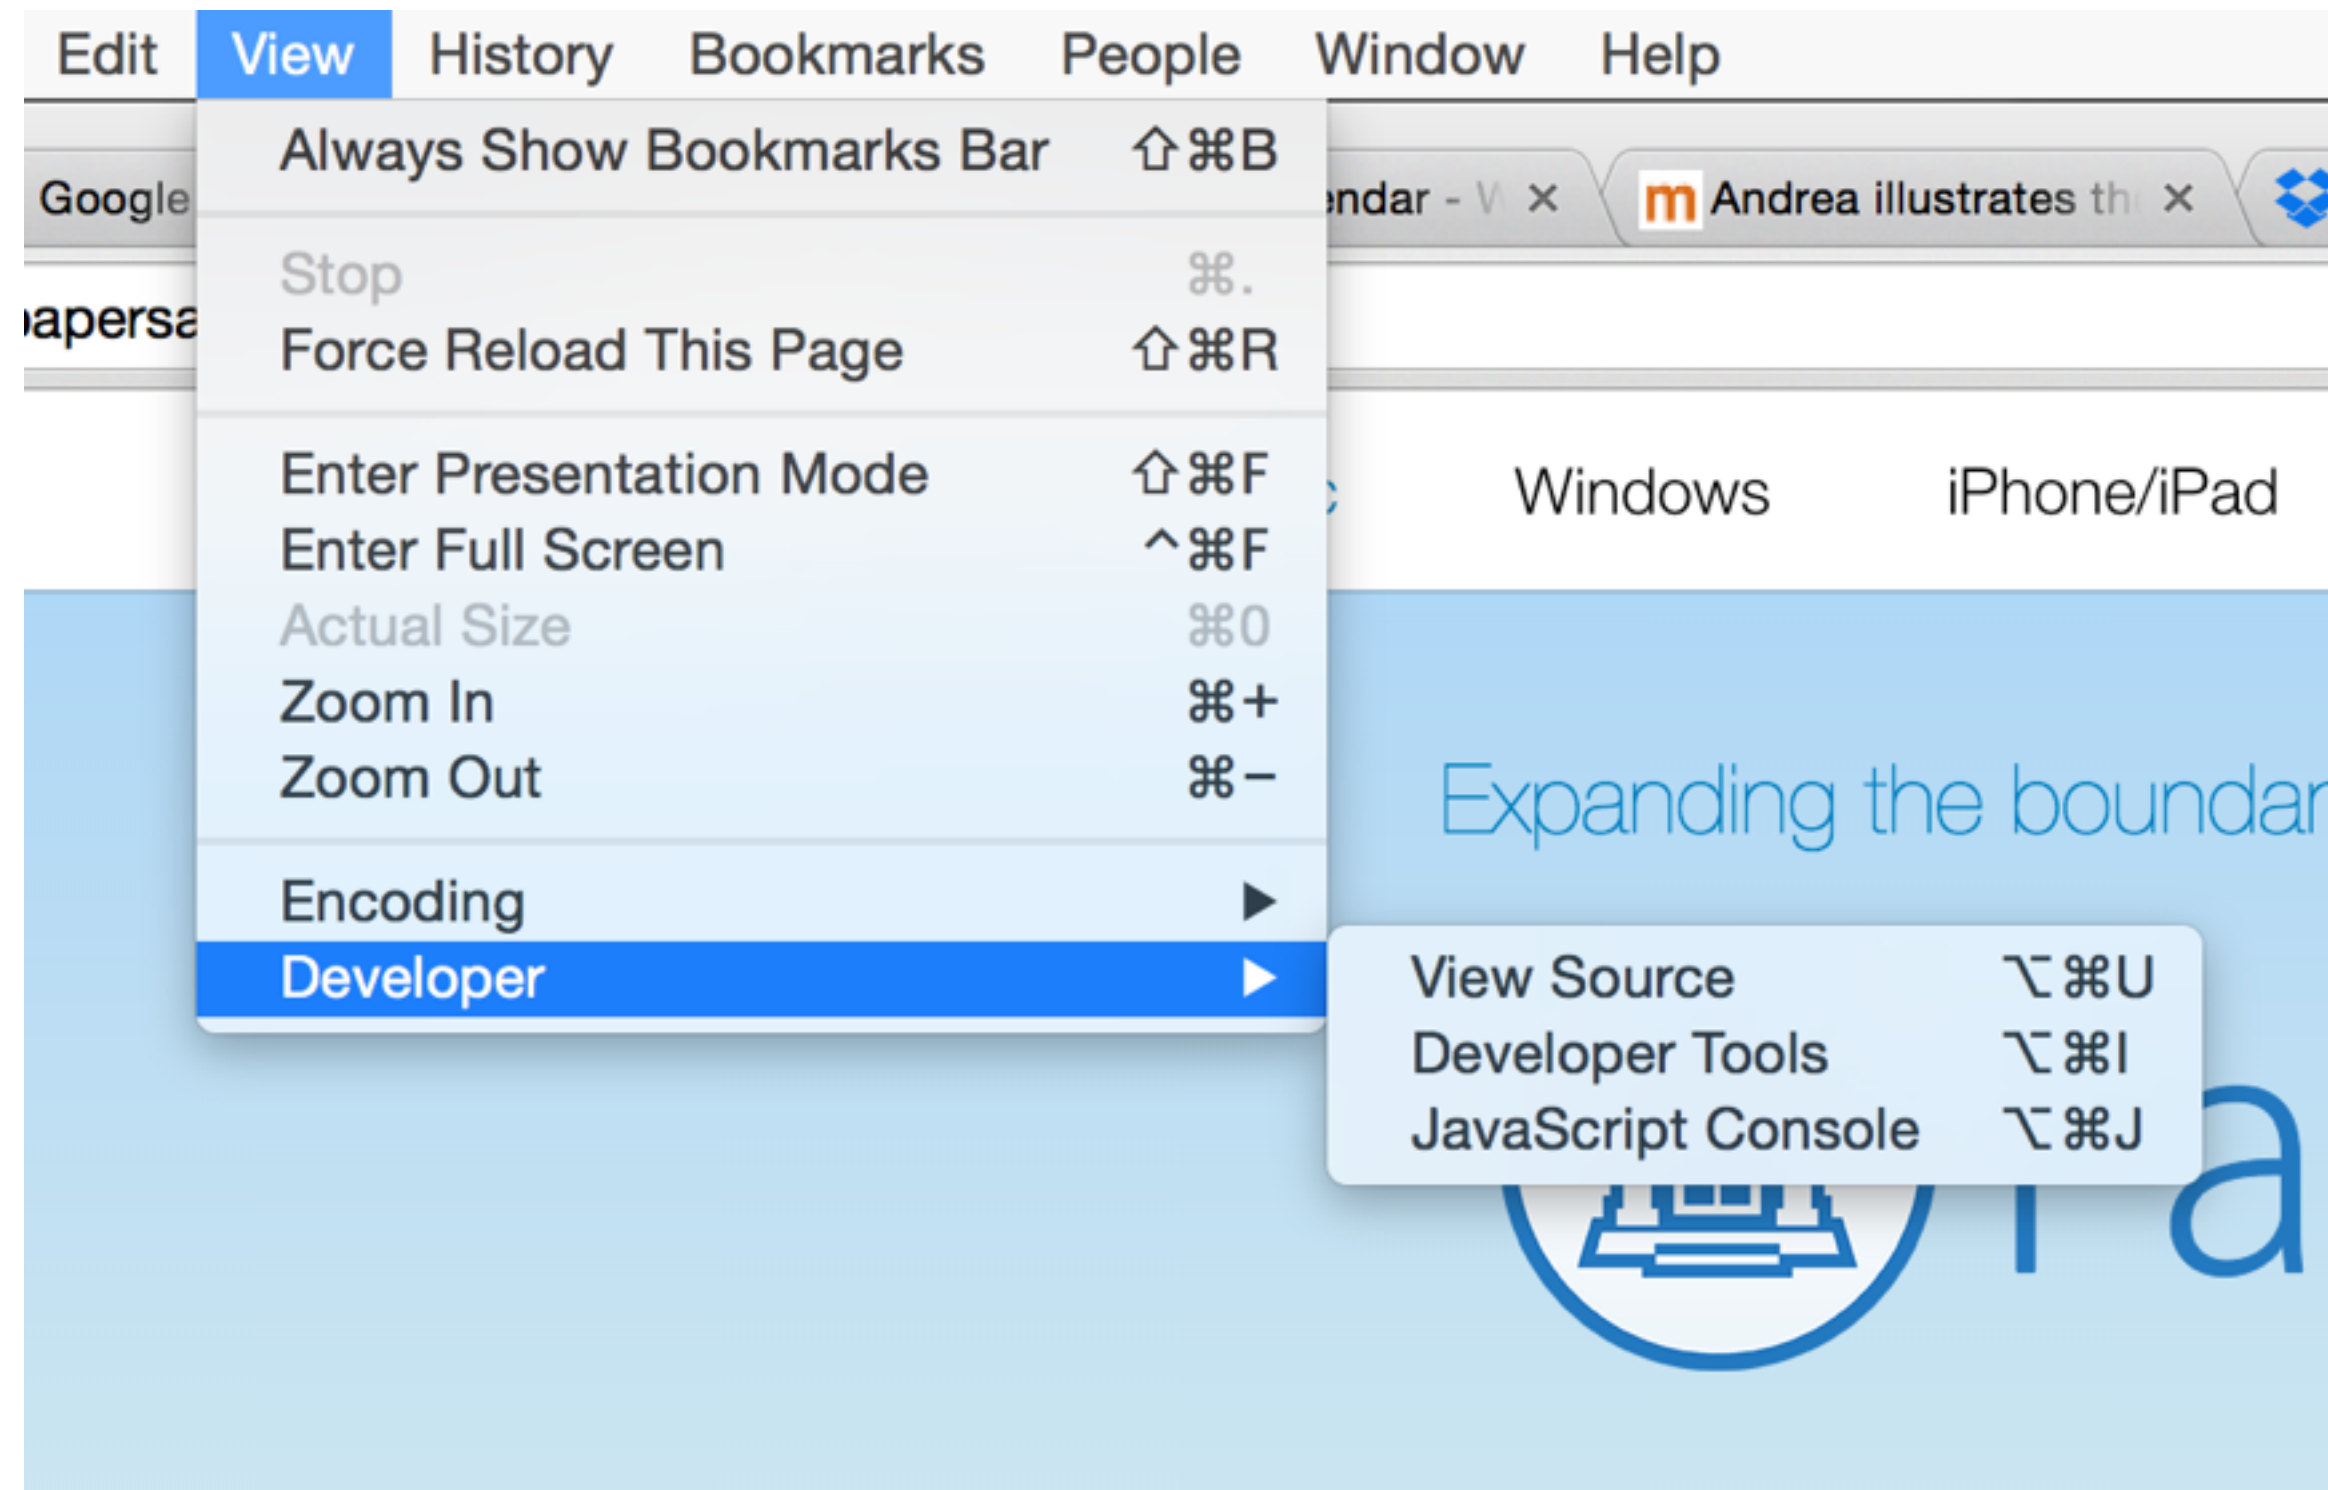 Edit View History Bookmarks People Window Help
Always Show Bookmarks Bar ⇧⌘B
Google
endar - W
Andrea illustrates th
Stop ⌘.
apersa
Force Reload This Page ⇧⌘R
Enter Presentation Mode ⇧⌘F
c Windows iPhone/iPad
Enter Full Screen ^⌘F
Actual Size ⌘0
Zoom In ⌘+
Zoom Out ⌘−
Expanding the boundar
Encoding ▶
Developer ▶
View Source ⌥⌘U
Developer Tools ⌥⌘I
JavaScript Console ⌥⌘J
a